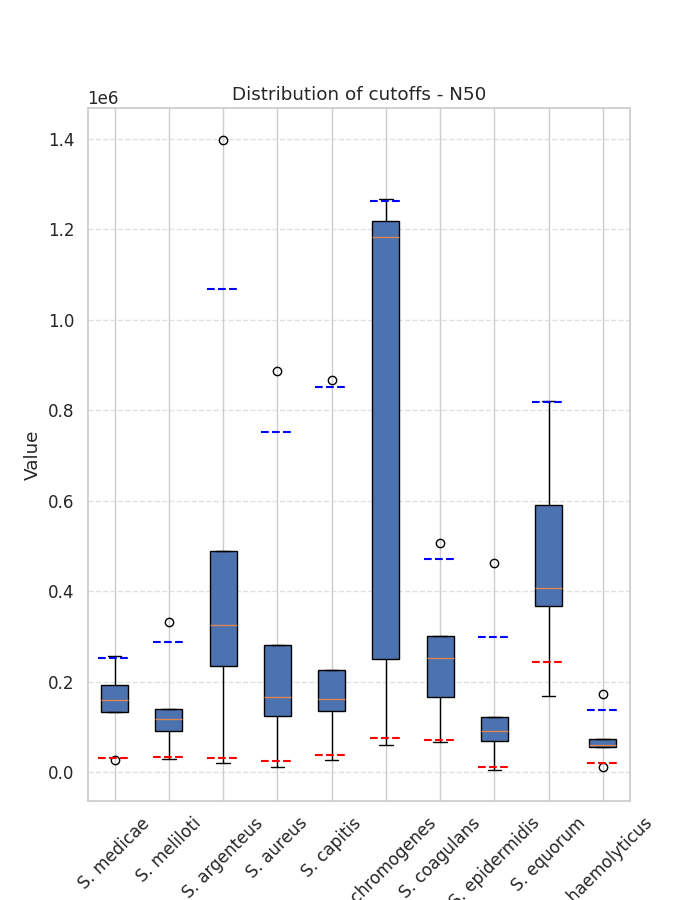 Distribution of cutoffs - N50
1e6
1.4
1.2
1.0
0.8
0.6
0.4
0.2
0.0
Value
S. medicae
S. meliloti
S. argenteus
S. aureus
S. capitis
chromogenes
S. coagulans
S. epidermidis
S. equorum
haemolyticus